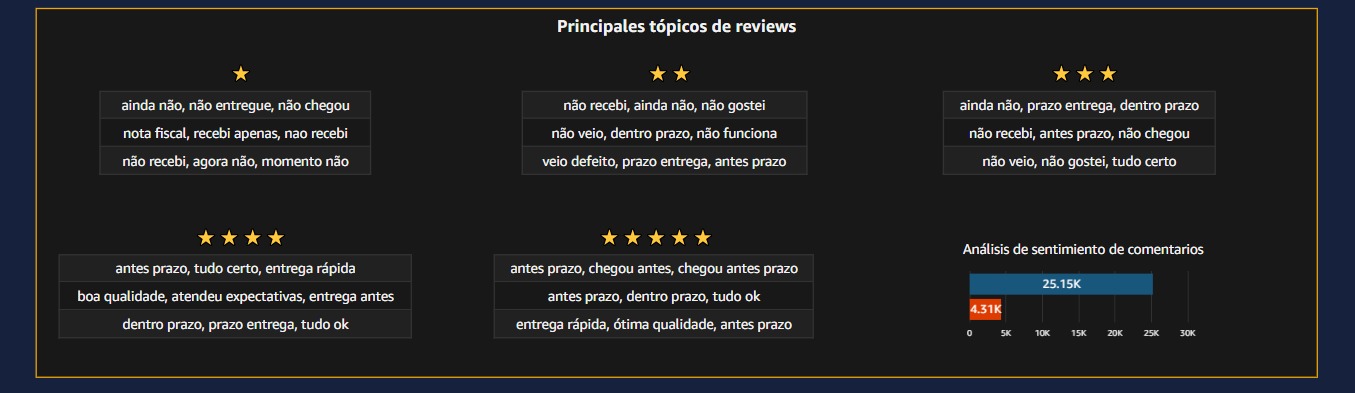 Principales tópicos de reviews
ainda não, não entregue, não chegou
nota fiscal, recebi apenas, nao recebi
não recebi, agora não, momento não
não recebi, ainda não, não gostei
não veio, dentro prazo, não funciona
veio defeito, prazo entrega, antes prazo
ainda não, prazo entrega, dentro prazo
não recebi, antes prazo, não chegou
não veio, não gostei, tudo certo
antes prazo, tudo certo, entrega rápida
boa qualidade, atendeu expectativas, entrega antes
dentro prazo, prazo entrega, tudo ok
antes prazo, chegou antes, chegou antes prazo
antes prazo, dentro prazo, tudo ok
entrega rápida, ótima qualidade, antes prazo
Análisis de sentimiento de comentarios
25.15K
4.31K
0 5K 10K 15K 20K 25K 30K